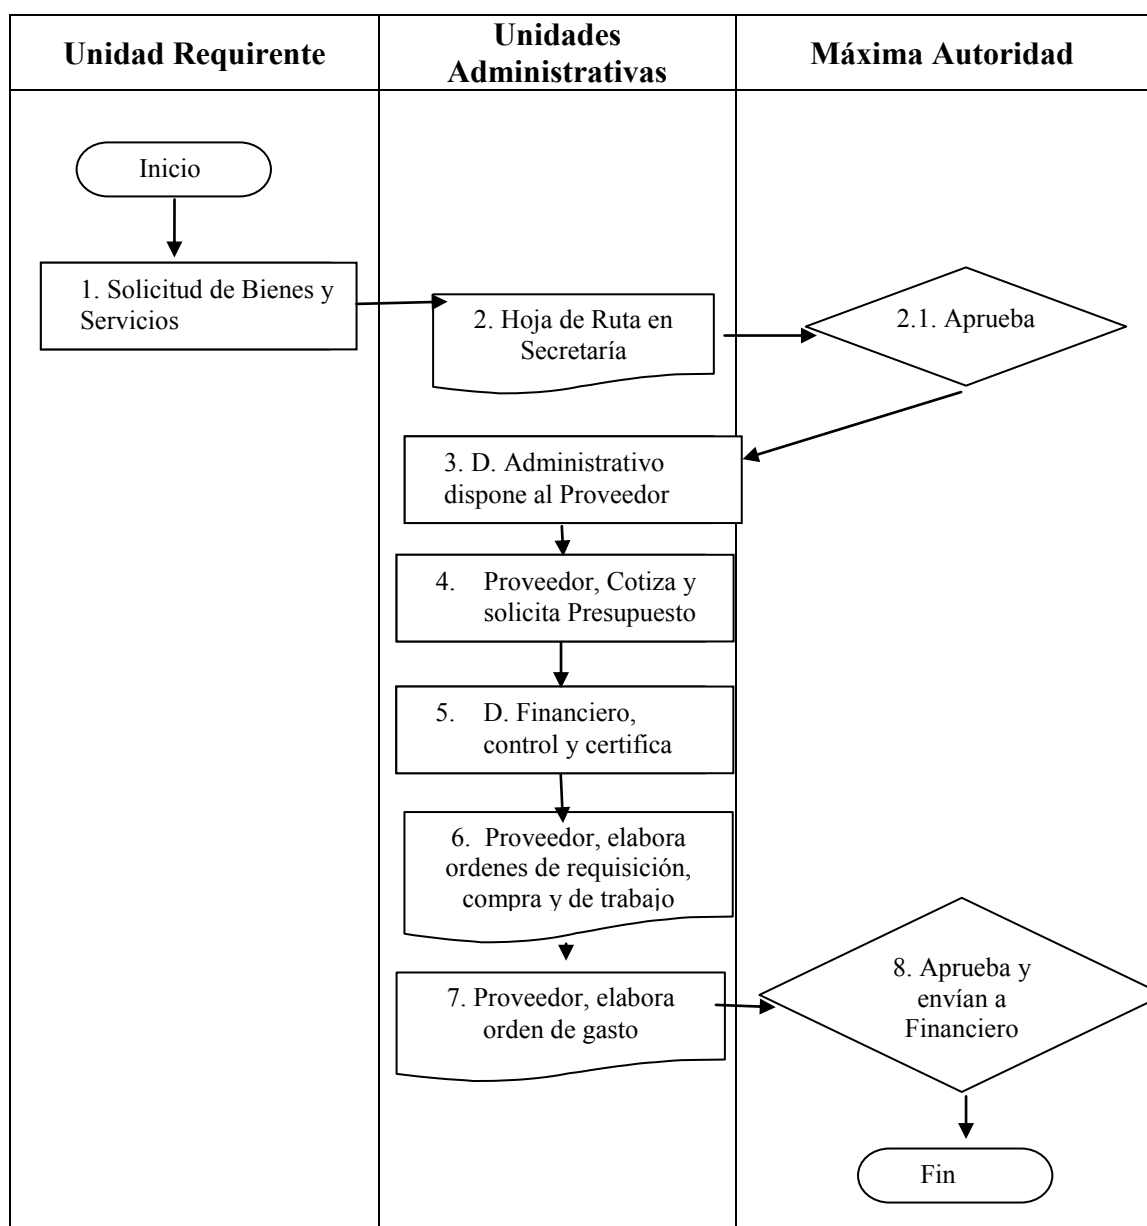 Unidad Requirente
Unidades
Administrativas
Máxima Autoridad
Inicio
1. Solicitud de Bienes y
Servicios
2. Hoja de Ruta en
Secretaría
2.1. Aprueba
3. D. Administrativo
dispone al Proveedor
4. Proveedor, Cotiza y
solicita Presupuesto
5. D. Financiero,
control y certifica
6. Proveedor, elabora
ordenes de requisición,
compra y de trabajo
7. Proveedor, elabora
orden de gasto
8. Aprueba y
envían a
Financiero
Fin